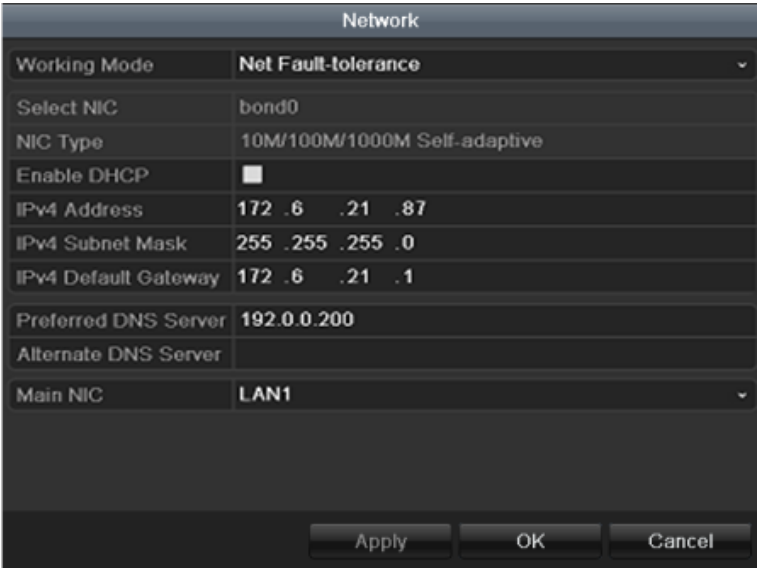 Network
Working Mode Net Fault-tolerance
Select NIC bond0
NIC Type 10M/100M/1000M Self-adaptive
Enable DHCP
IPv4 Address 172 .6 .21 .87
IPv4 Subnet Mask 255 .255 .255 .0
IPv4 Default Gateway 172 .6 .21 .1
Preferred DNS Server 192.0.0.200
Alternate DNS Server
Main NIC LAN1
Apply OK Cancel